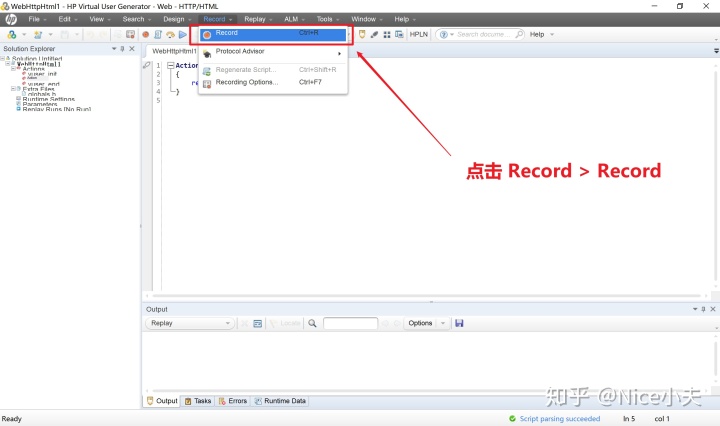 WebHttpHtml1 - HP Virtual User Generator - Web - HTTP/HTML
File Edit View Search Design Record Replay ALM Tools Window Help
HPLN Search document... Help
Solution Explorer
Solution Untitled
WebHttpHtml1
Actions
vuser_init
vuser_end
Extra Files
globals.h
Runtime Settings
Parameters
Replay Runs [No Run]
WebHttpHtml1
Record Ctrl+R
Protocol Advisor
Regenerate Script... Ctrl+Shift+R
Recording Options... Ctrl+F7
1 Action
2 {
3 re
4 }
5
点击 Record > Record
Output
Replay Locate Options
Output Tasks Errors Runtime Data
知乎 @Nice小夫
Ready Script parsing succeeded ln 5 col 1